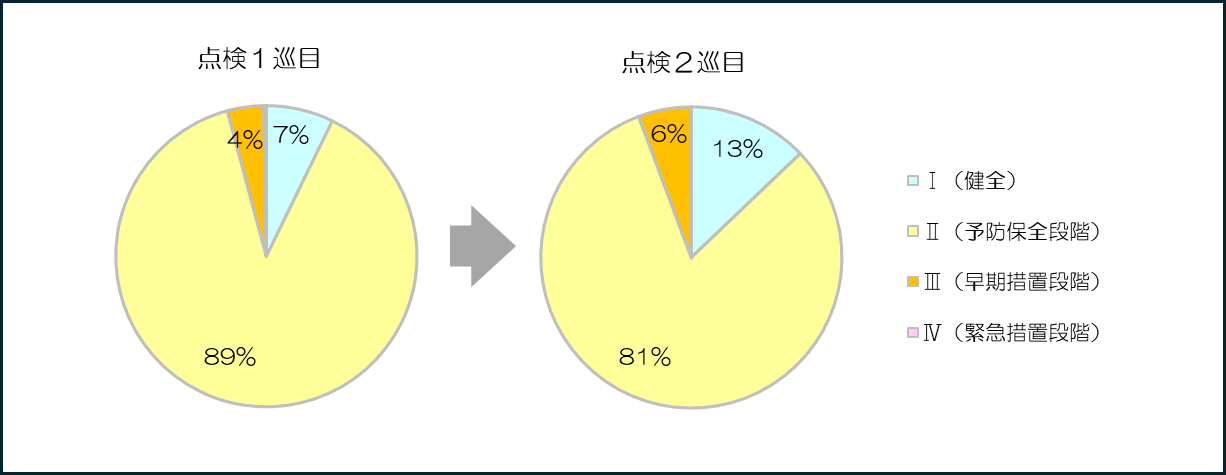 点検１巡目
4%
7%
89%
点検２巡目
6%
13%
81%
Ⅰ（健全）
Ⅱ（予防保全段階）
Ⅲ（早期措置段階）
Ⅳ（緊急措置段階）